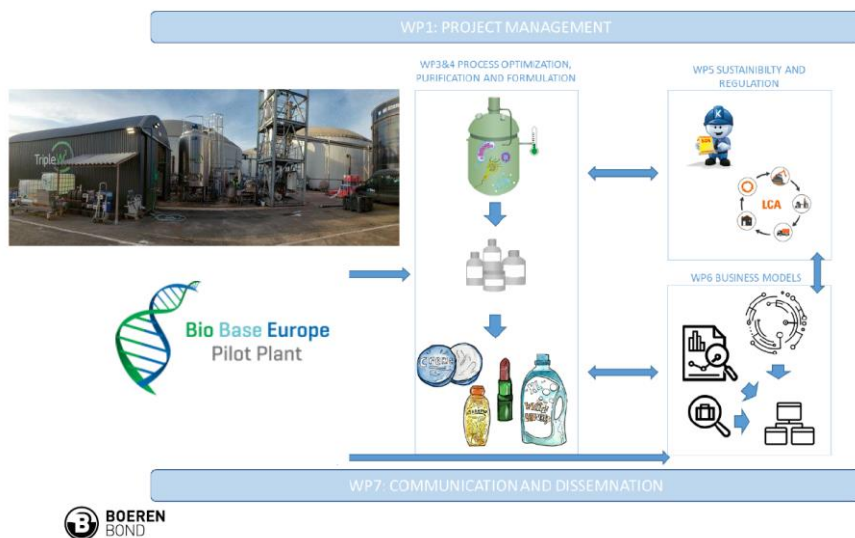 WP1: PROJECT MANAGEMENT
WP3&4 PROCESS OPTIMIZATION,
PURIFICATION AND FORMULATION
WP5 SUSTAINIBILTY AND
REGULATION
TripleW
LCA
WP6 BUSINESS MODELS
Bio Base Europe
Pilot Plant
WP7: COMMUNICATION AND DISSEMNATION
B BOEREN
BOND